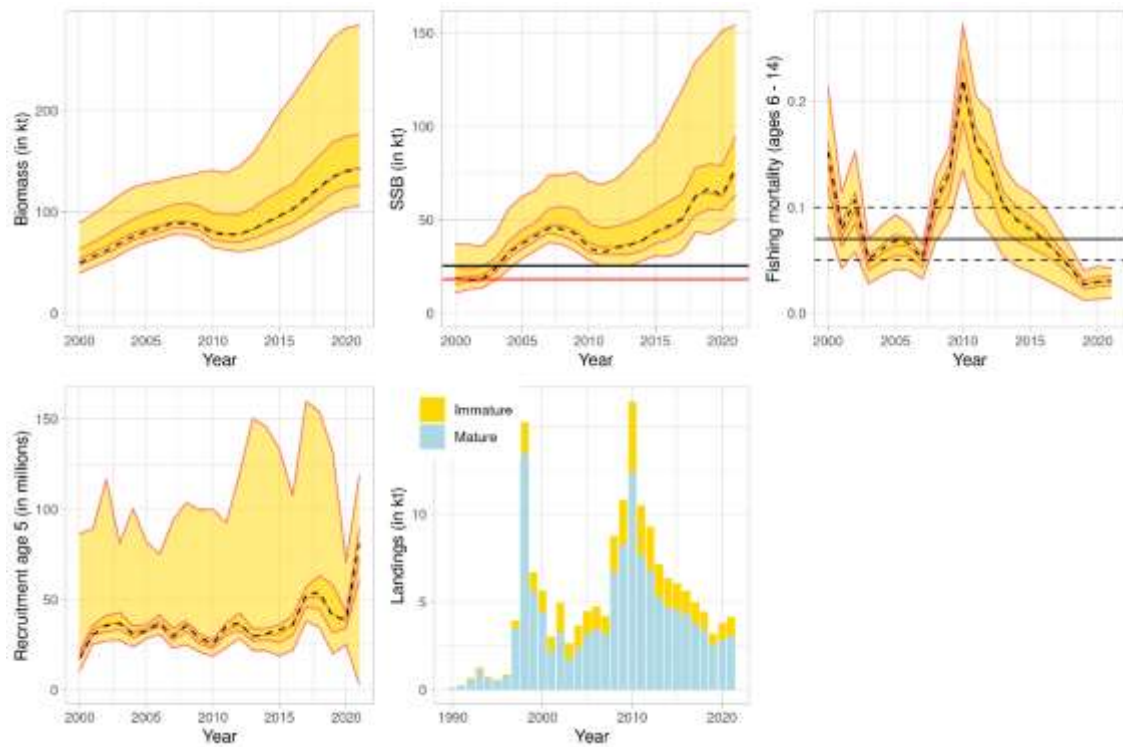 Biomass (in kt)
200
100
0
2000 2005 2010 2015 2020
Year
SSB (in kt)
150
100
50
0
2000 2005 2010 2015 2020
Year
Fishing mortality (ages 6 - 14)
0.2
0.1
0.0
2000 2005 2010 2015 2020
Year
Recruitment age 5 (in millions)
150
100
50
0
2000 2005 2010 2015 2020
Year
Immature
Mature
Landings (in kt)
10
5
0
1990 2000 2010 2020
Year